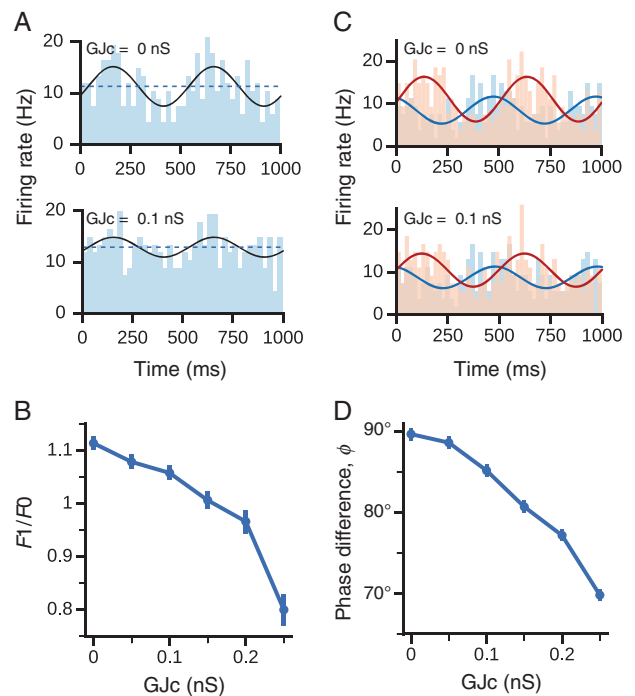 A
GJc = 0 nS
20
10
0
0 250 500 750 1000
GJc = 0.1 nS
20
10
0
0 250 500 750 1000
Firing rate (Hz)
Time (ms)
C
GJc = 0 nS
20
10
0
0 250 500 750 1000
GJc = 0.1 nS
20
10
0
0 250 500 750 1000
Firing rate (Hz)
Time (ms)
B
1.1
1
0.9
0.8
F1/F0
0 0.1 0.2
GJc (nS)
D
90°
80°
70°
Phase difference, ϕ
0 0.1 0.2
GJc (nS)